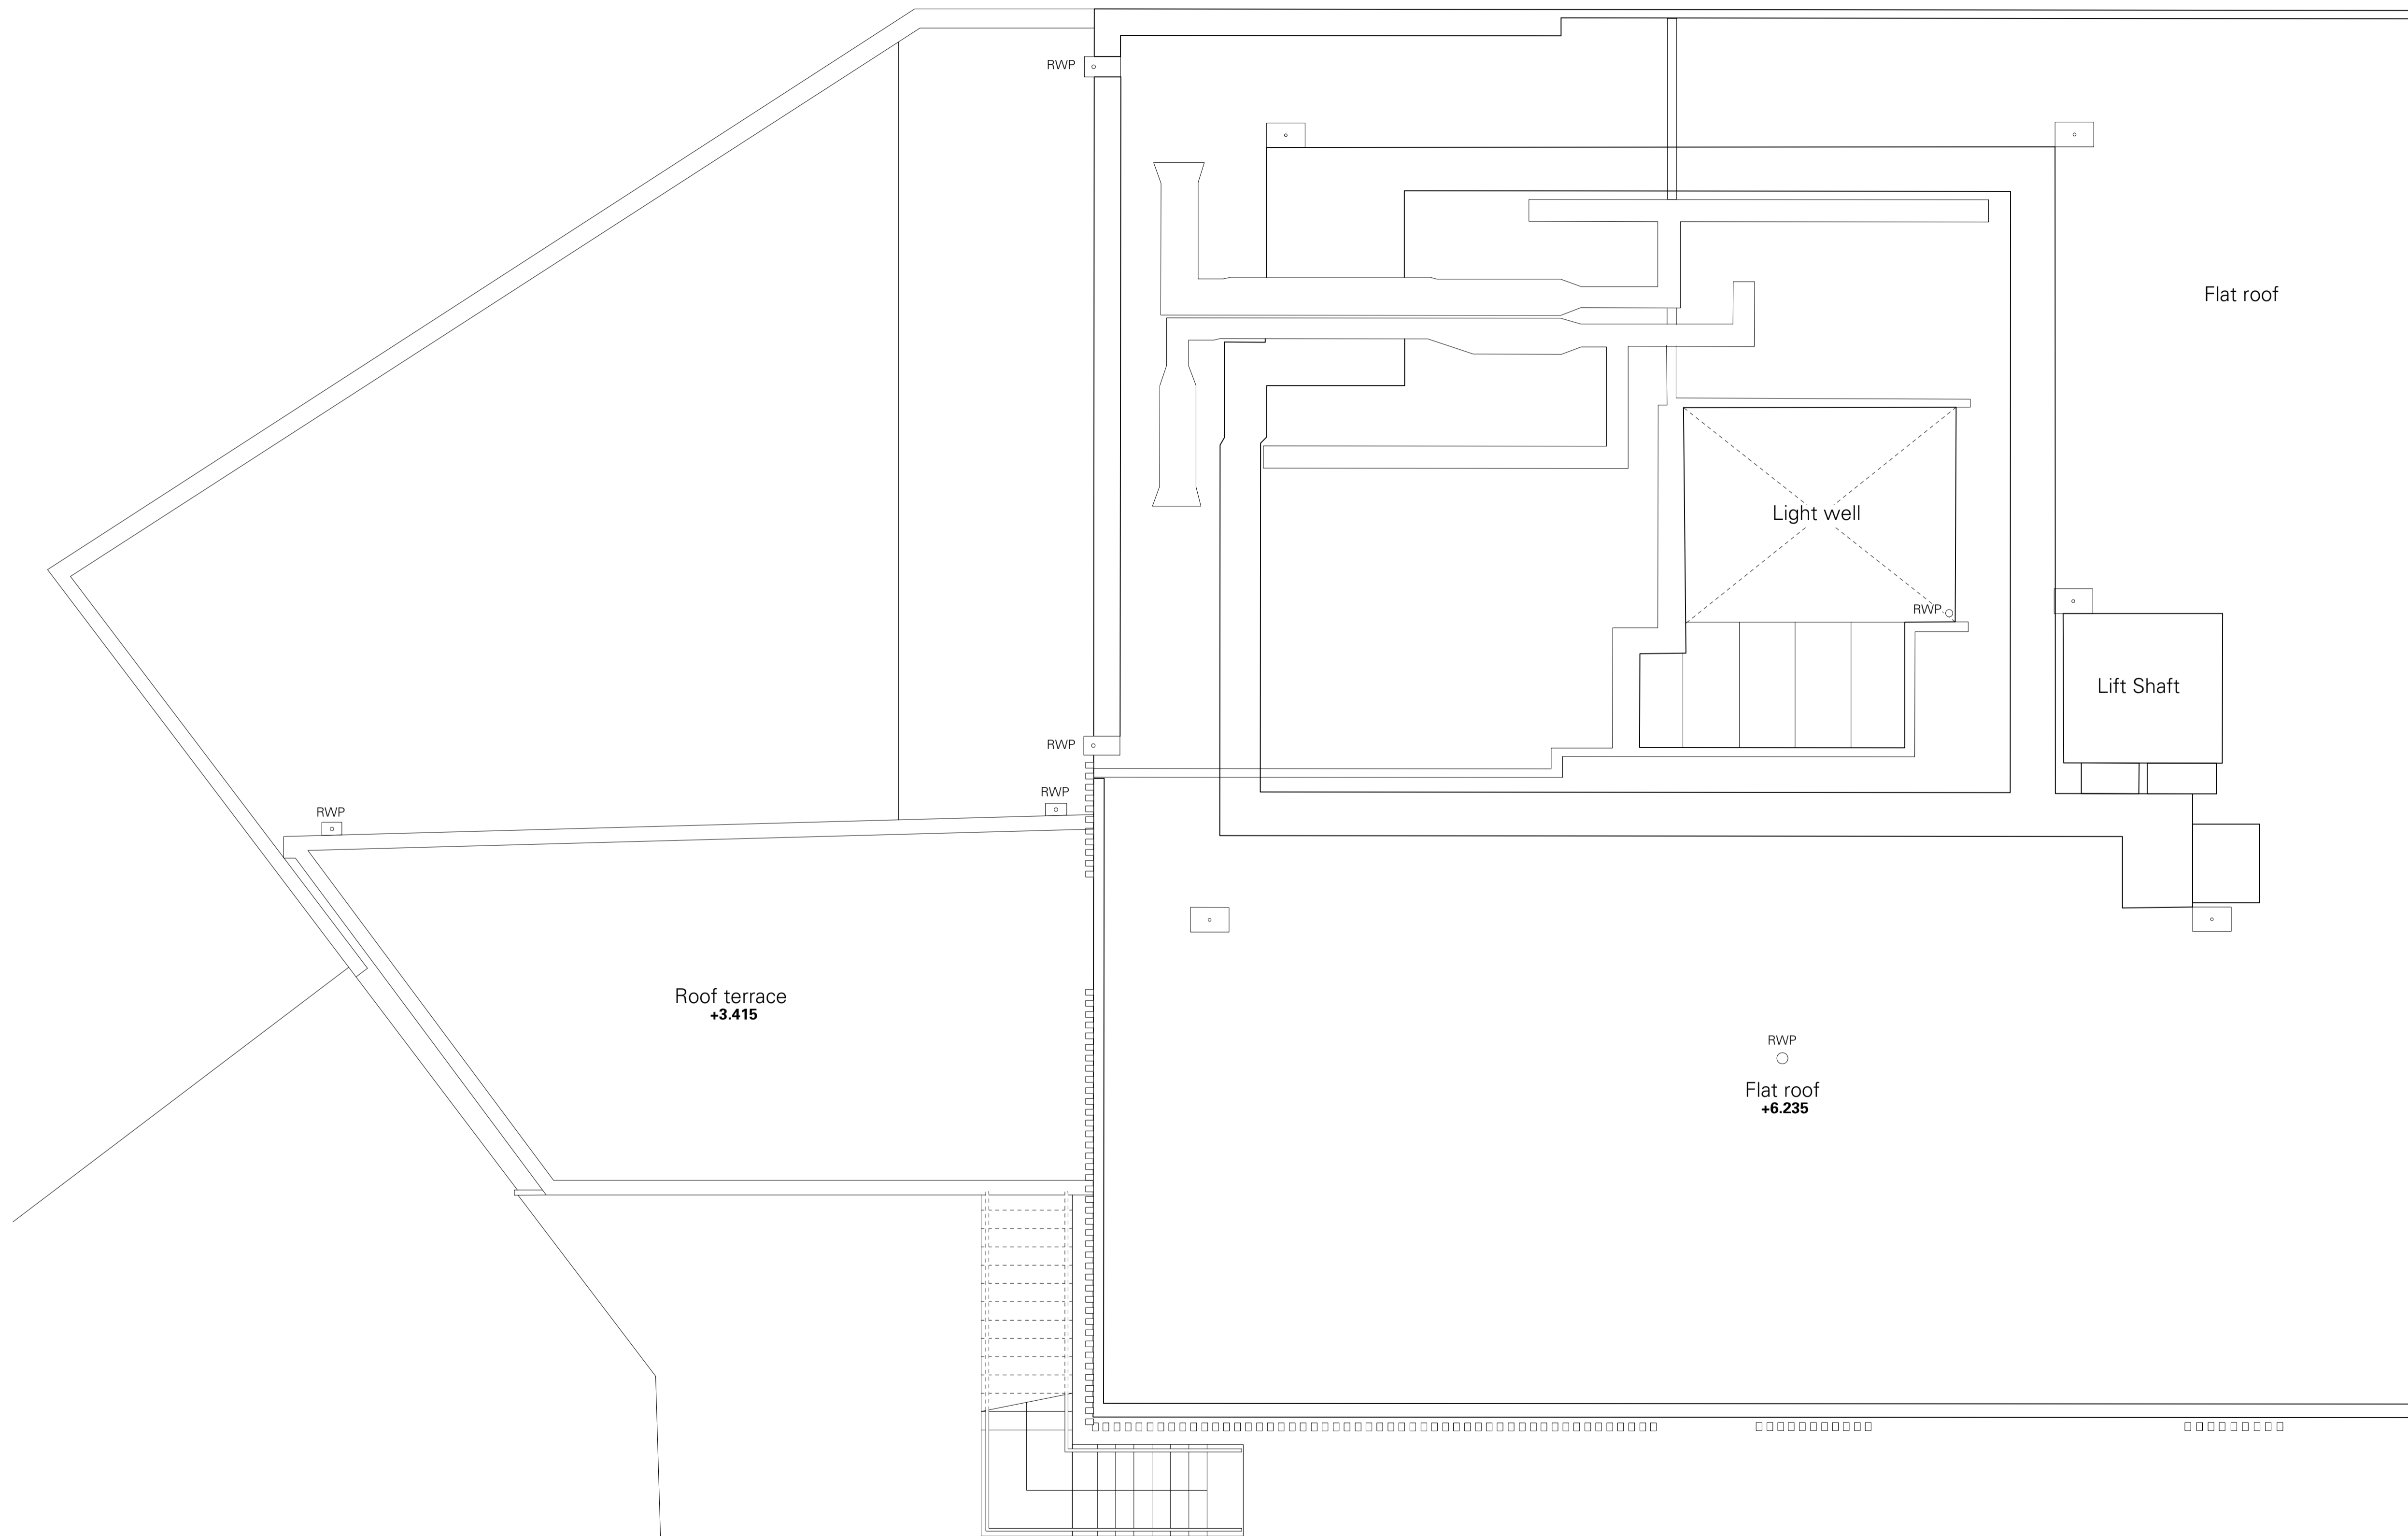 RWP
Flat roof
Light well
RWP
Lift Shaft
RWP
RWP
RWP
Roof terrace
+3.415
RWP
Flat roof
+6.235